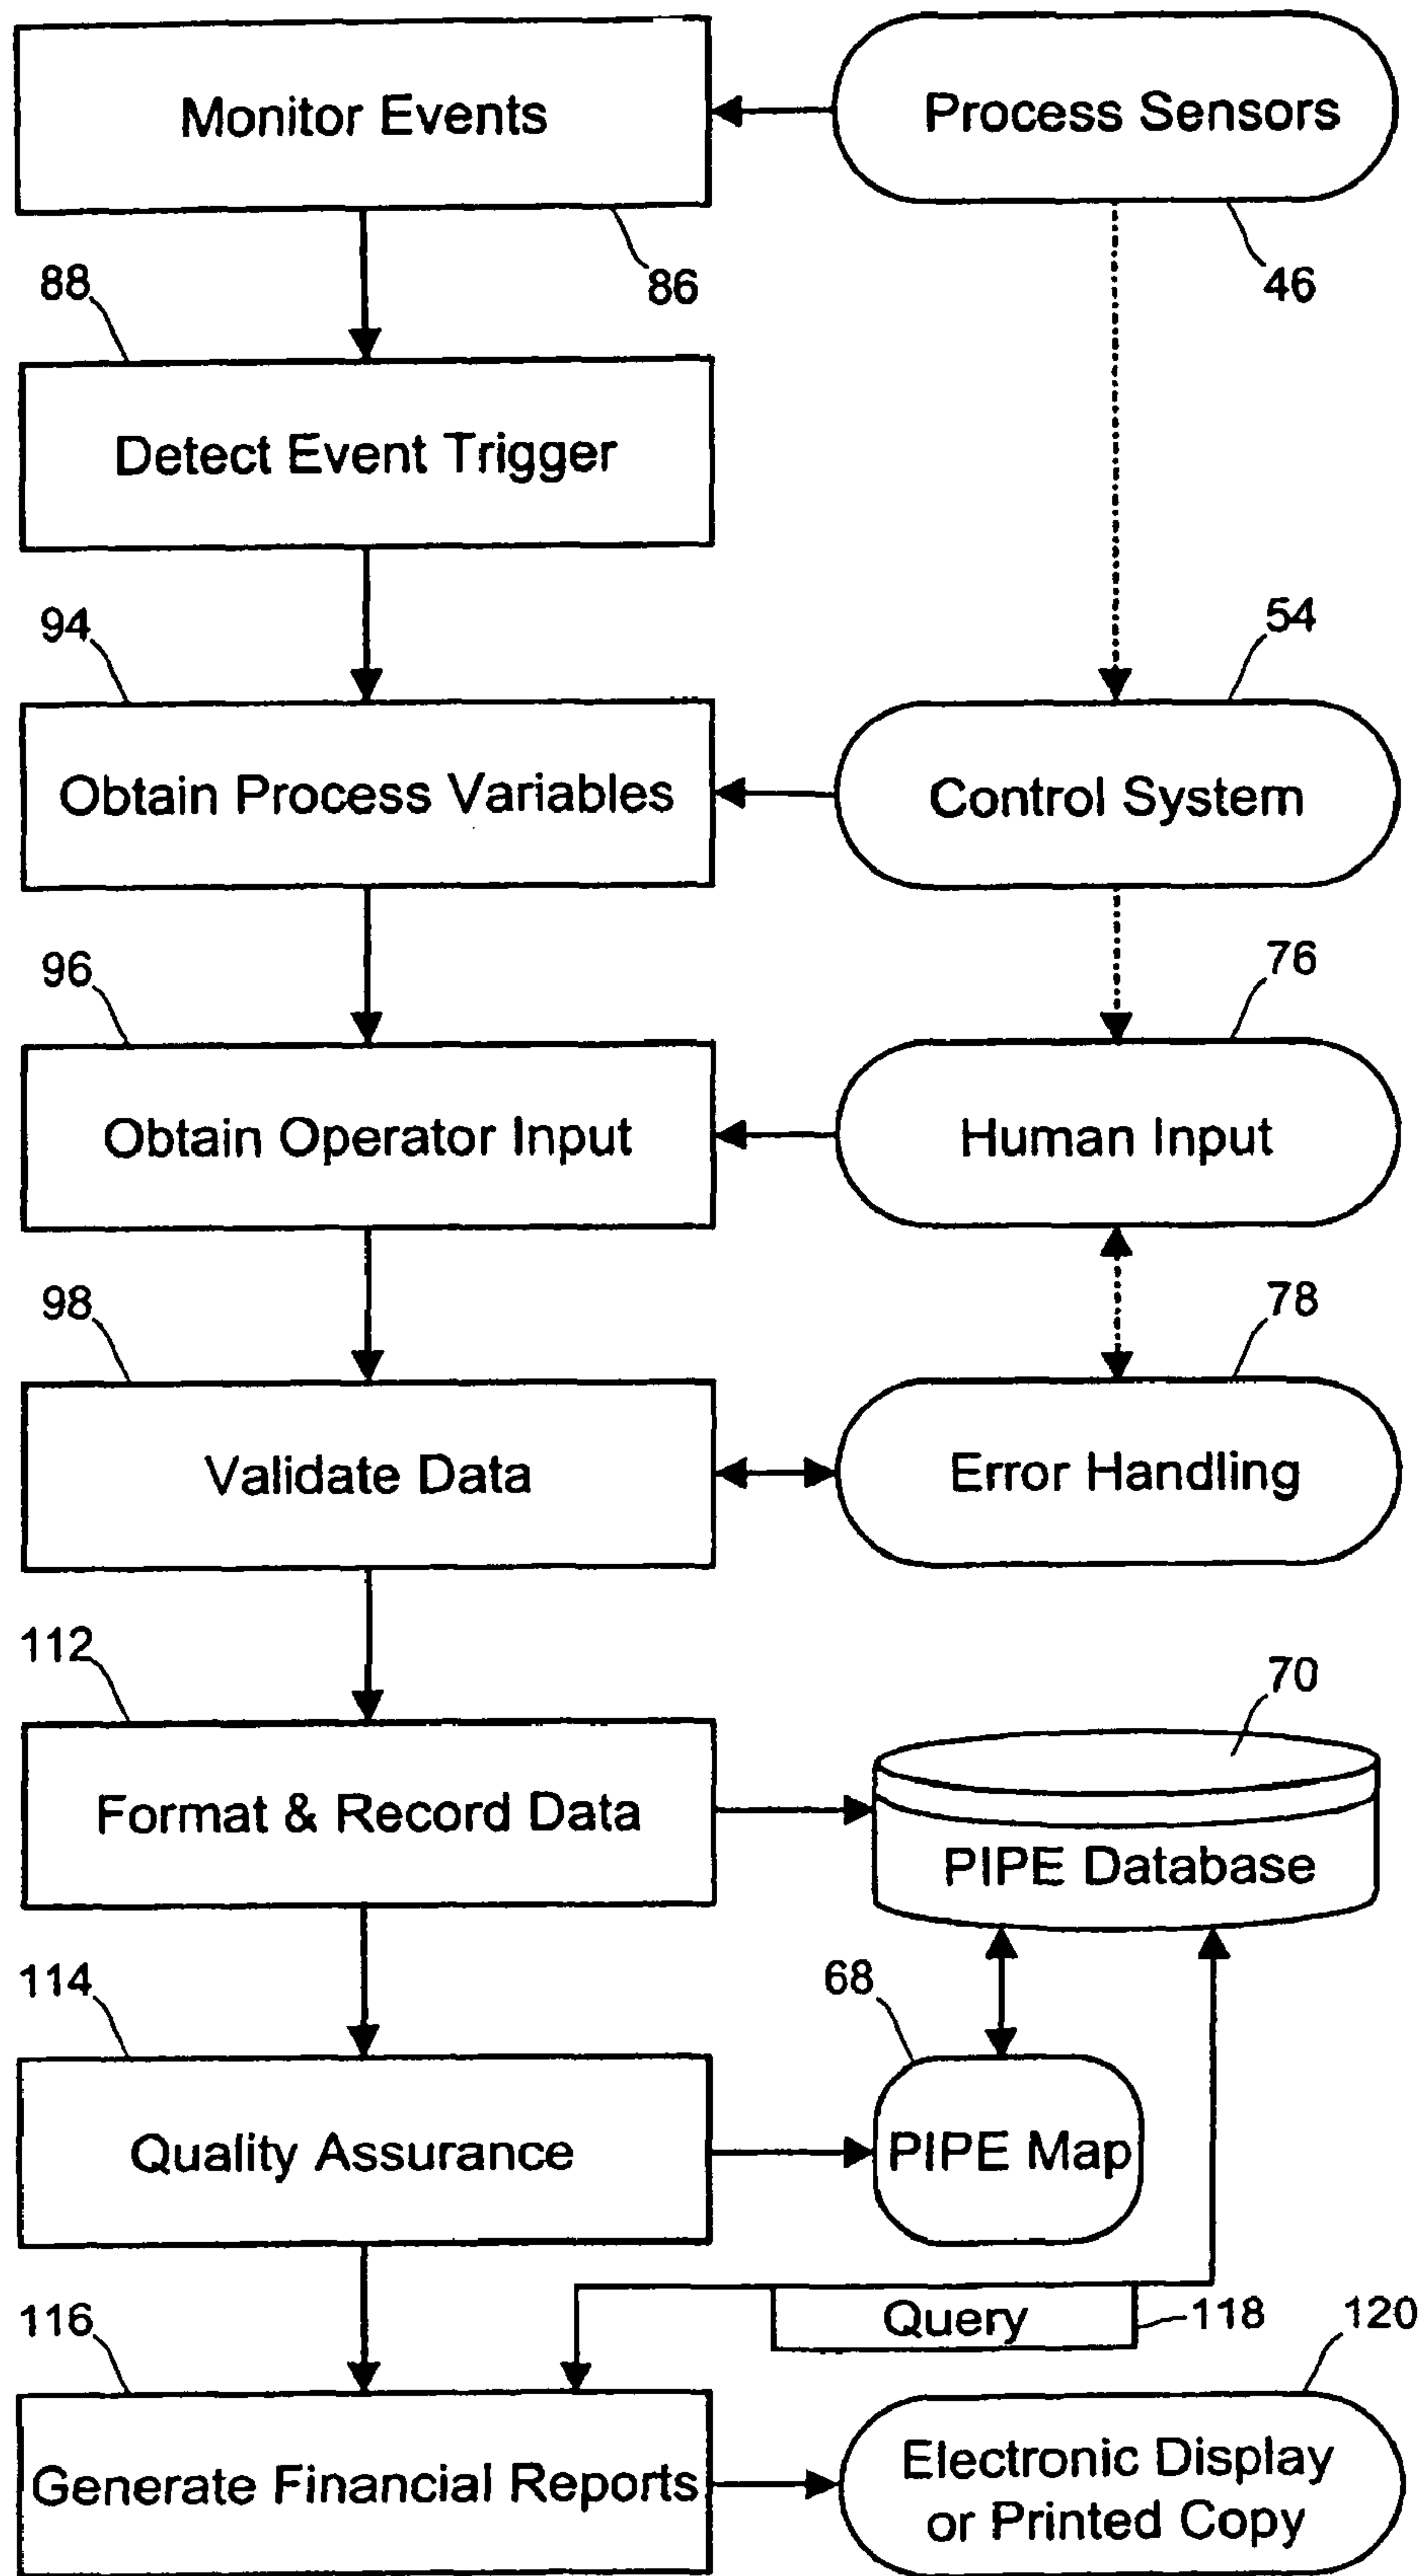 Monitor Events
Process Sensors
86
46
88
Detect Event Trigger
94
54
Obtain Process Variables
Control System
96
76
Obtain Operator Input
Human Input
98
78
Validate Data
Error Handling
112
70
Format & Record Data
PIPE Database
114
68
Quality Assurance
PIPE Map
116
Query
118
120
Generate Financial Reports
Electronic Display
or Printed Copy